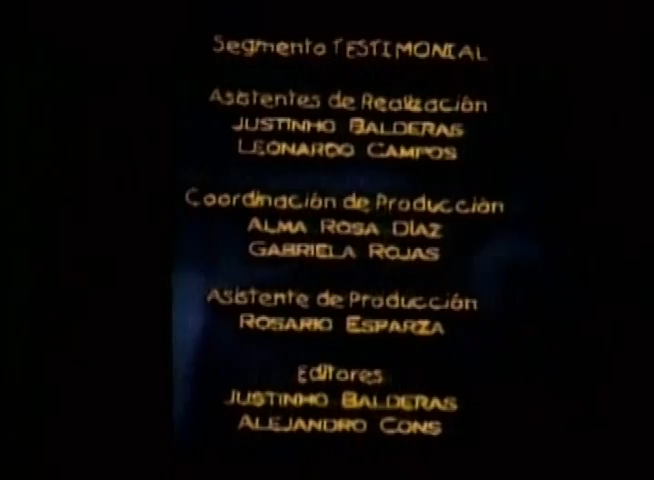 Segmento TESTIMONIAL
Asistentes de Realización
JUSTINHO BALDERAS
LEONARDO CAMPOS
Coordinación de Producción
ALMA ROSA DÍAZ
GABRIELA ROJAS
Asistente de Producción
ROSARIO ESPARZA
Editores
JUSTINHO BALDERAS
ALEJANDRO CONS